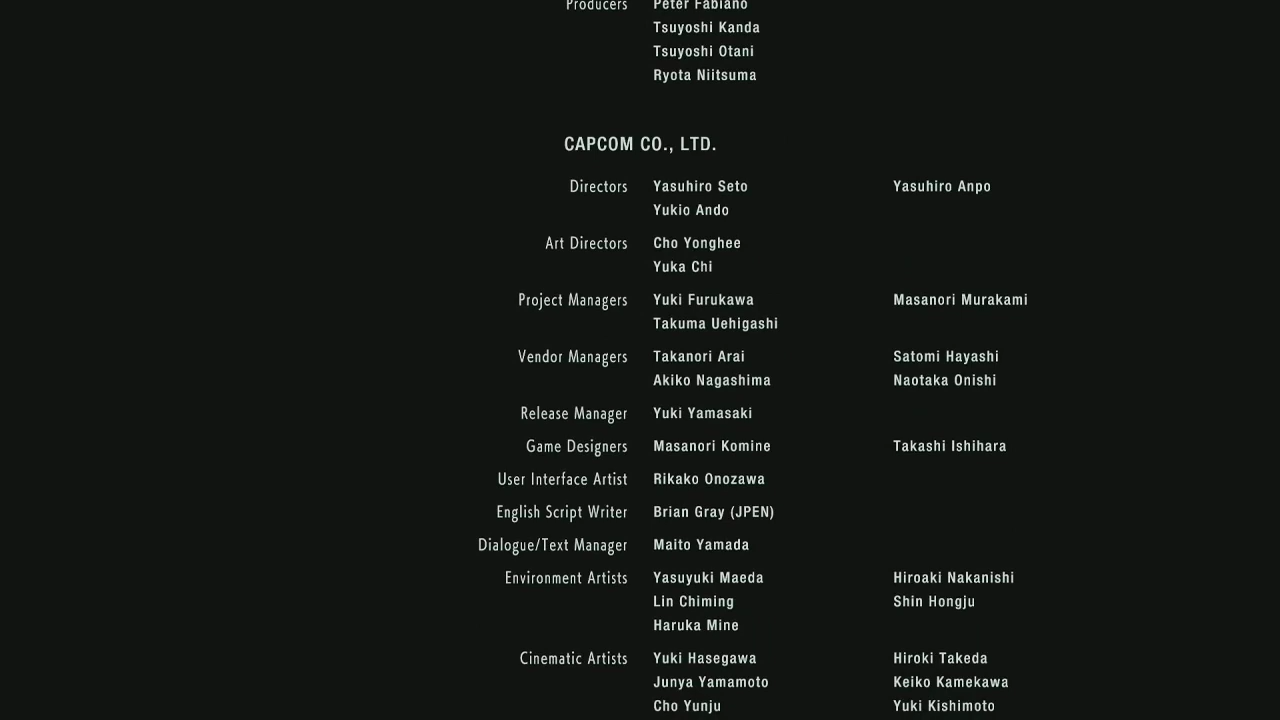 Producers Peter Fabiano
Tsuyoshi Kanda
Tsuyoshi Otani
Ryota Niitsuma
CAPCOM CO., LTD.
Directors Yasuhiro Seto Yasuhiro Anpo
Yukio Ando
Art Directors Cho Yonghee
Yuka Chi
Project Managers Yuki Furukawa Masanori Murakami
Takuma Uehigashi
Vendor Managers Takanori Arai Satomi Hayashi
Akiko Nagashima Naotaka Onishi
Release Manager Yuki Yamasaki
Game Designers Masanori Komine Takashi Ishihara
User Interface Artist Rikako Onozawa
English Script Writer Brian Gray (JPEN)
Dialogue/Text Manager Maito Yamada
Environment Artists Yasuyuki Maeda Hiroaki Nakanishi
Lin Chiming Shin Hongju
Haruka Mine
Cinematic Artists Yuki Hasegawa Hiroki Takeda
Junya Yamamoto Keiko Kamekawa
Cho Yunju Yuki Kishimoto